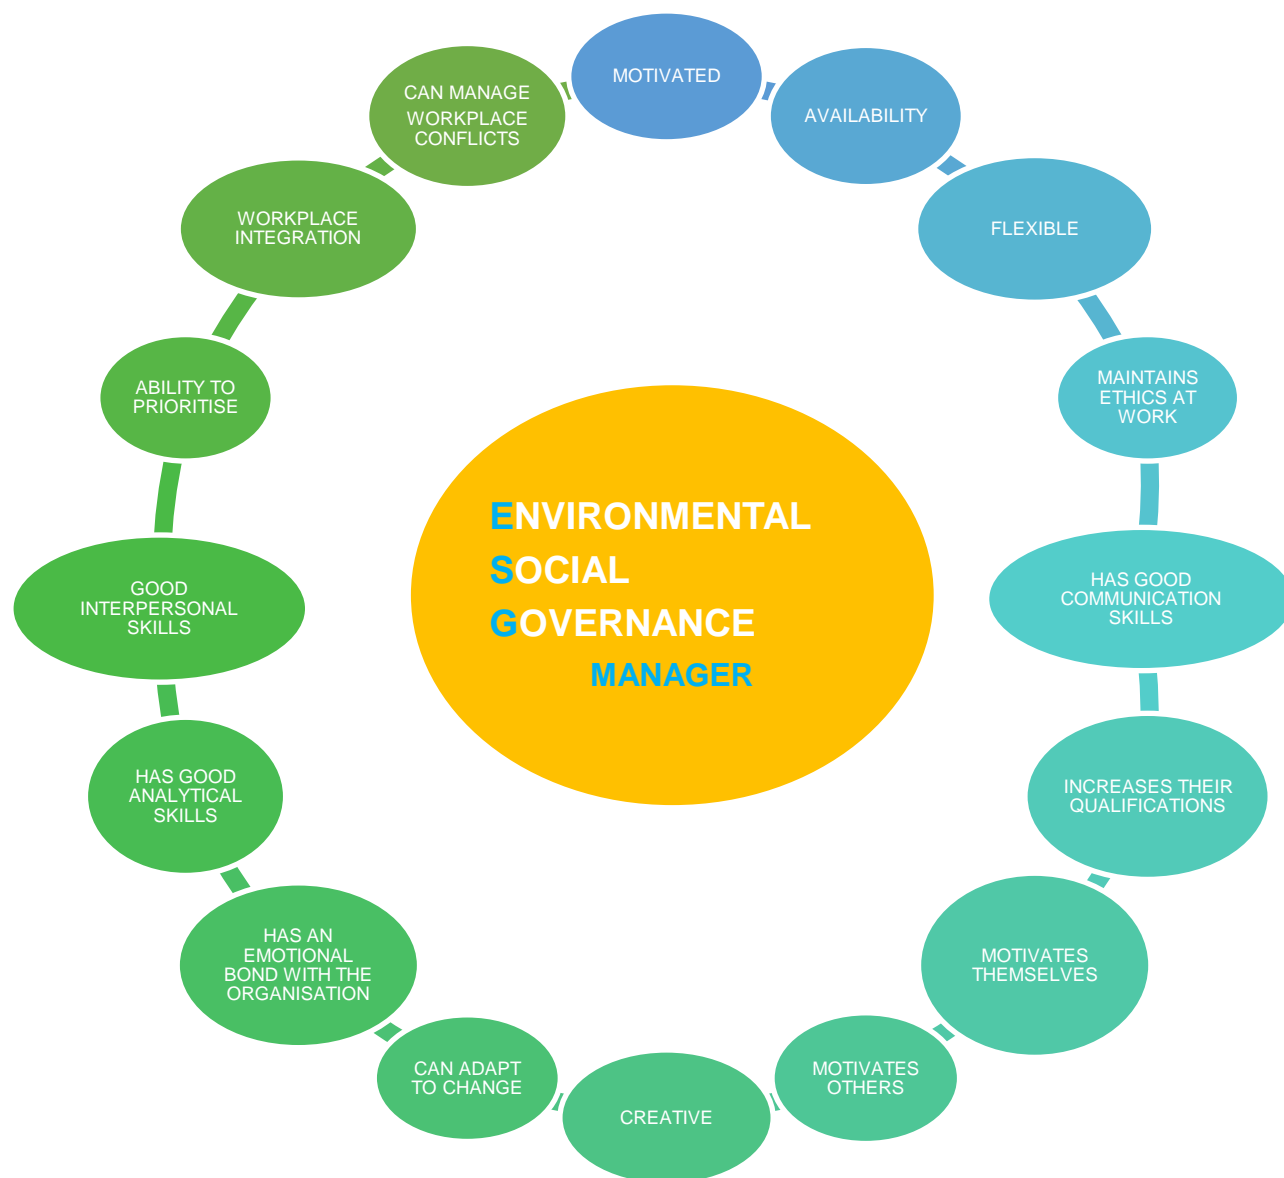 MOTIVATED
AVAILABILITY
FLEXIBLE
MAINTAINS
ETHICS AT
WORK
HAS GOOD
COMMUNICATION
SKILLS
INCREASES THEIR
QUALIFICATIONS
MOTIVATES
THEMSELVES
MOTIVATES
OTHERS
CREATIVE
CAN ADAPT
TO CHANGE
HAS AN
EMOTIONAL
BOND WITH THE
ORGANISATION
HAS GOOD
ANALYTICAL
SKILLS
GOOD
INTERPERSONAL
SKILLS
ABILITY TO
PRIORITISE
WORKPLACE
INTEGRATION
CAN MANAGE
WORKPLACE
CONFLICTS
ENVIRONMENTAL
SOCIAL
GOVERNANCE
MANAGER